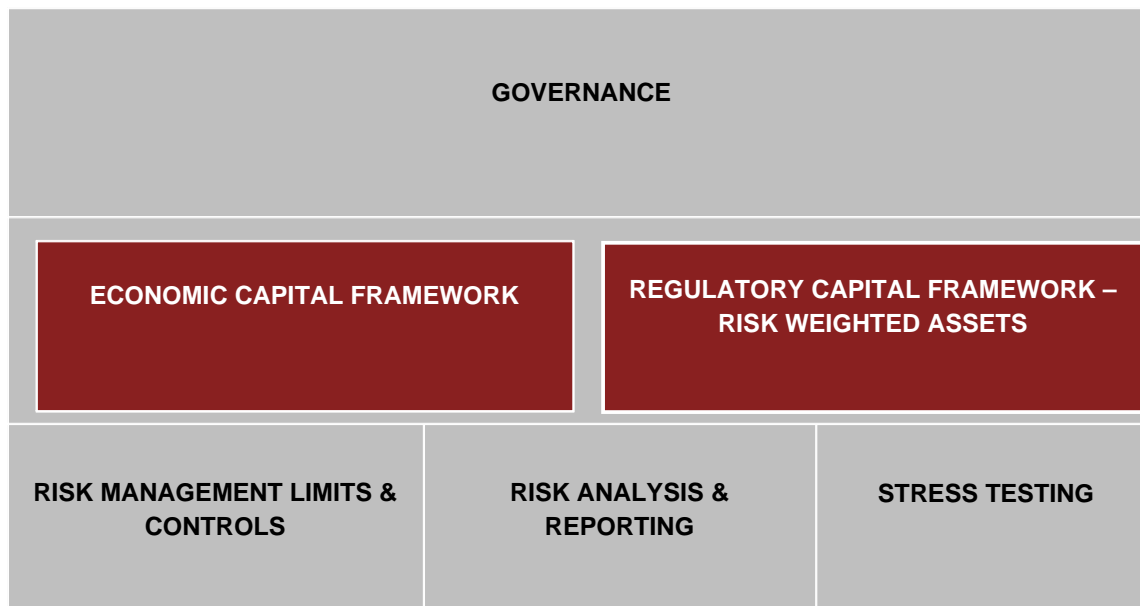 GOVERNANCE
ECONOMIC CAPITAL FRAMEWORK
REGULATORY CAPITAL FRAMEWORK –
RISK WEIGHTED ASSETS
RISK MANAGEMENT LIMITS &
CONTROLS
RISK ANALYSIS &
REPORTING
STRESS TESTING